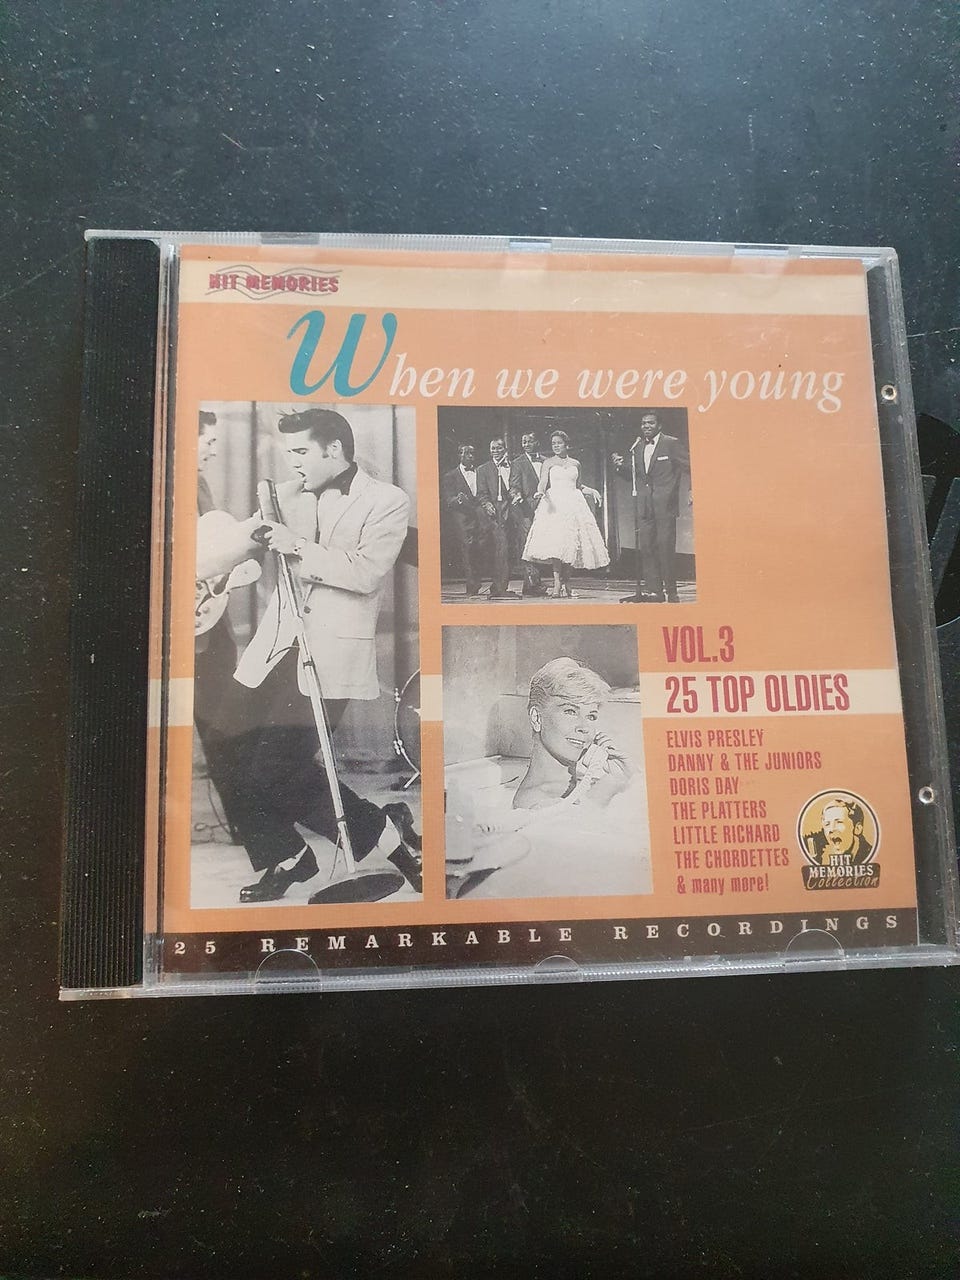 HIT MEMORIES
When we were young
VOL.3
25 TOP OLDIES
ELVIS PRESLEY
DANNY & THE JUNIORS
DORIS DAY
THE PLATTERS
LITTLE RICHARD
THE CHORDETTES
& many more!
HIT
MEMORIES
Collection
25 REMARKABLE RECORDINGS